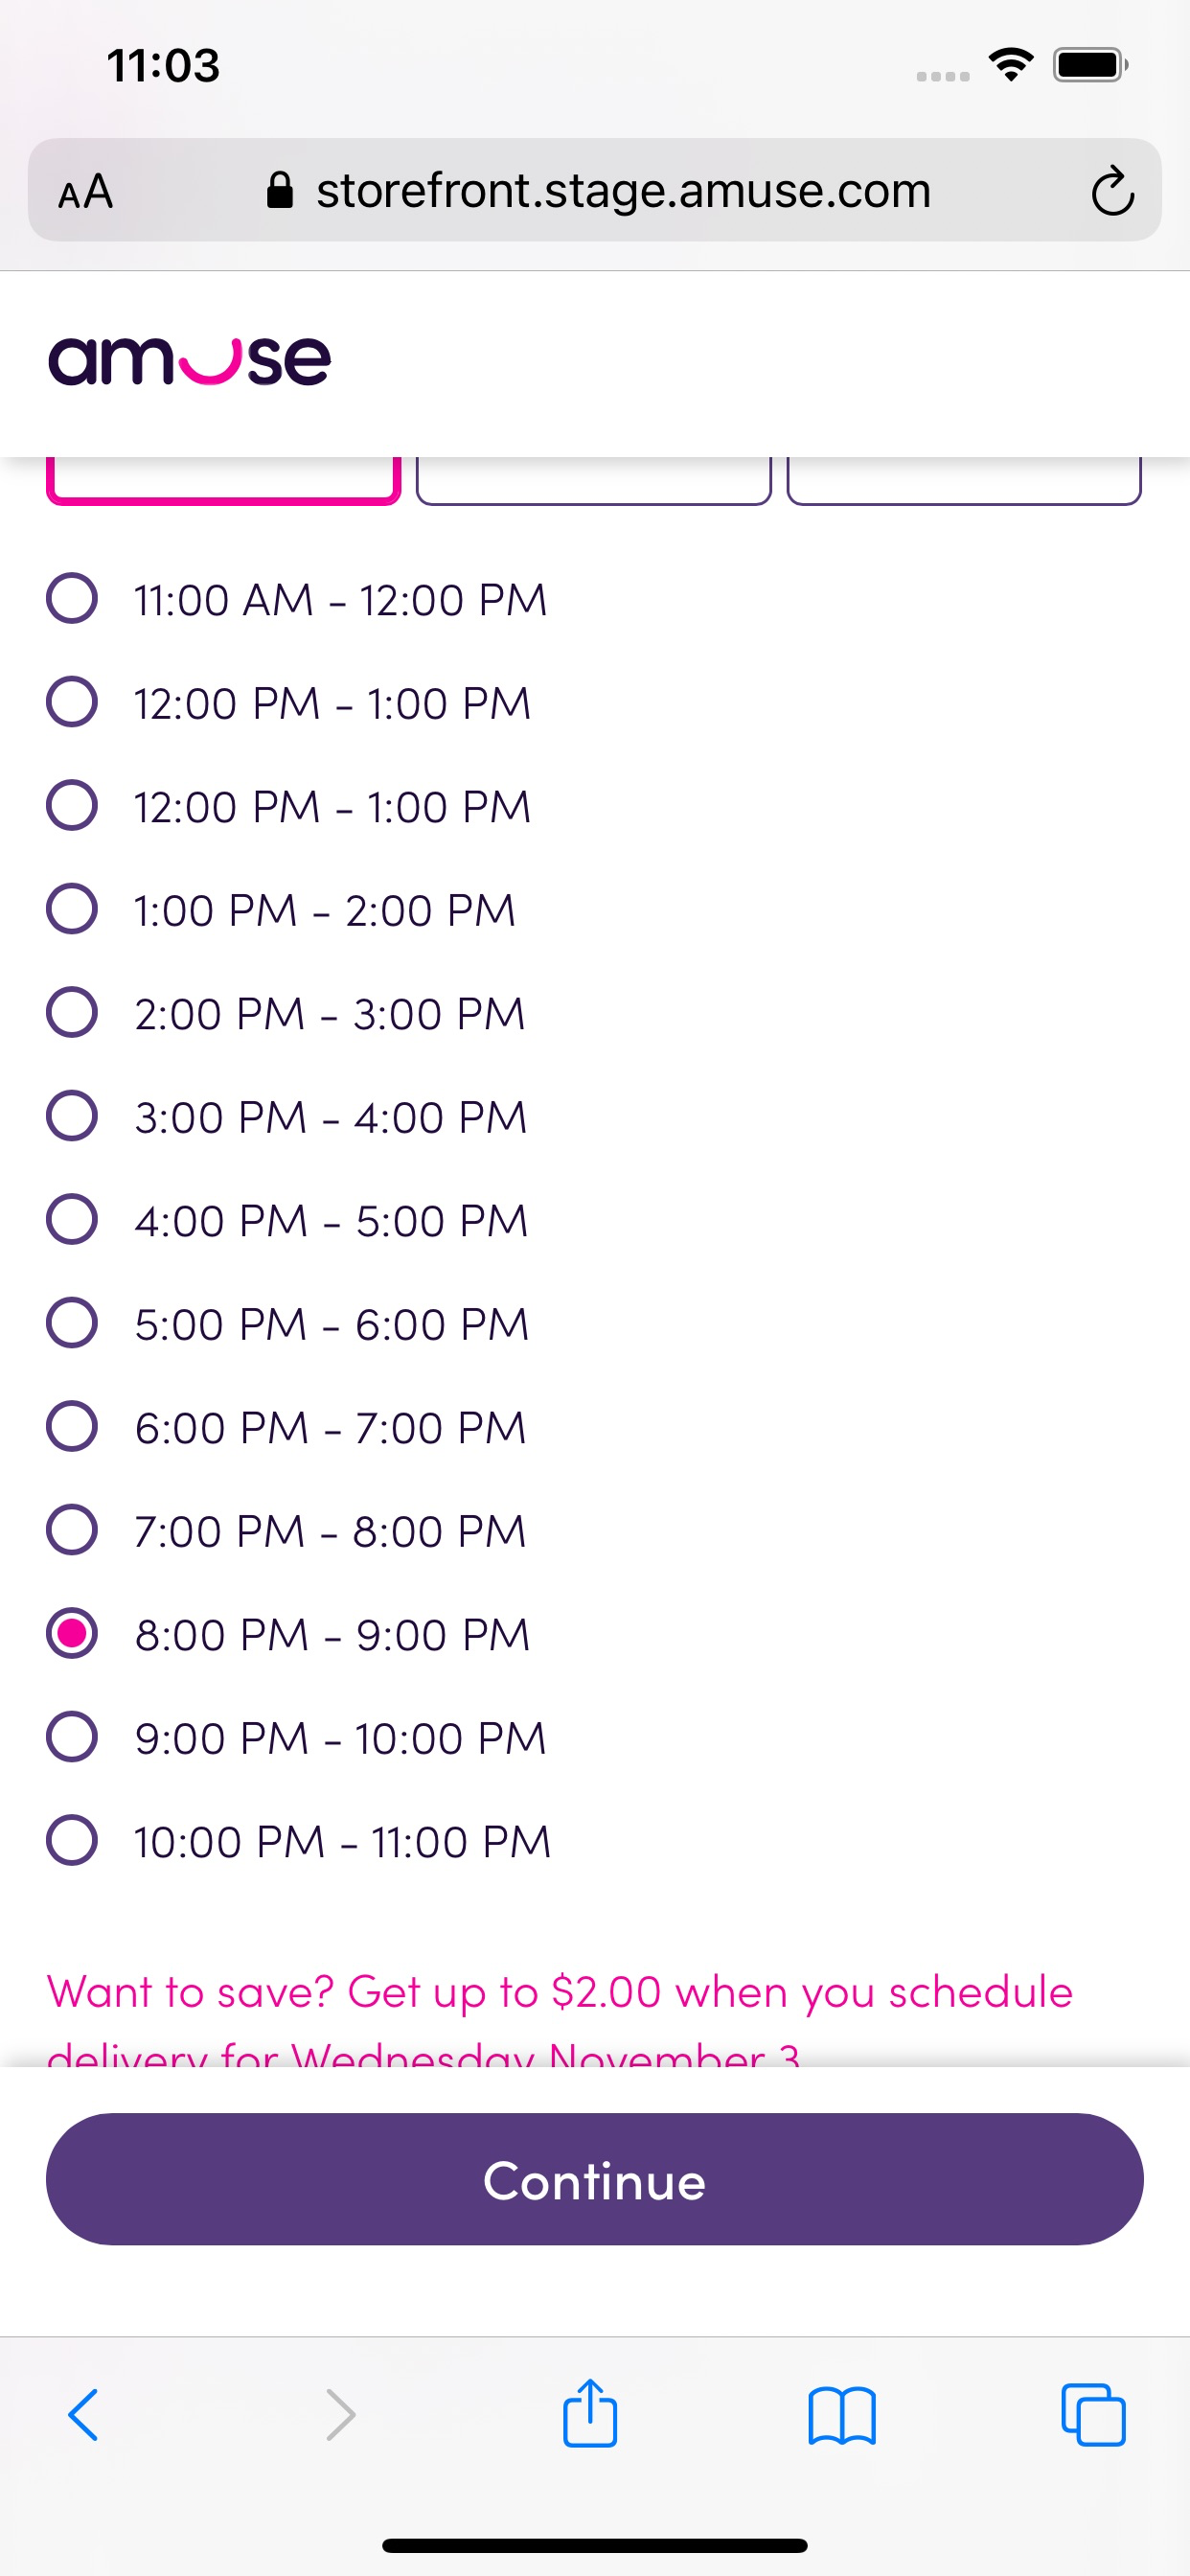 11:03
AA storefront.stage.amuse.com
amuse
11:00 AM - 12:00 PM
12:00 PM - 1:00 PM
12:00 PM - 1:00 PM
1:00 PM - 2:00 PM
2:00 PM - 3:00 PM
3:00 PM - 4:00 PM
4:00 PM - 5:00 PM
5:00 PM - 6:00 PM
6:00 PM - 7:00 PM
7:00 PM - 8:00 PM
8:00 PM - 9:00 PM
9:00 PM - 10:00 PM
10:00 PM - 11:00 PM
Want to save? Get up to $2.00 when you schedule
delivery for Wednesday November 3
Continue